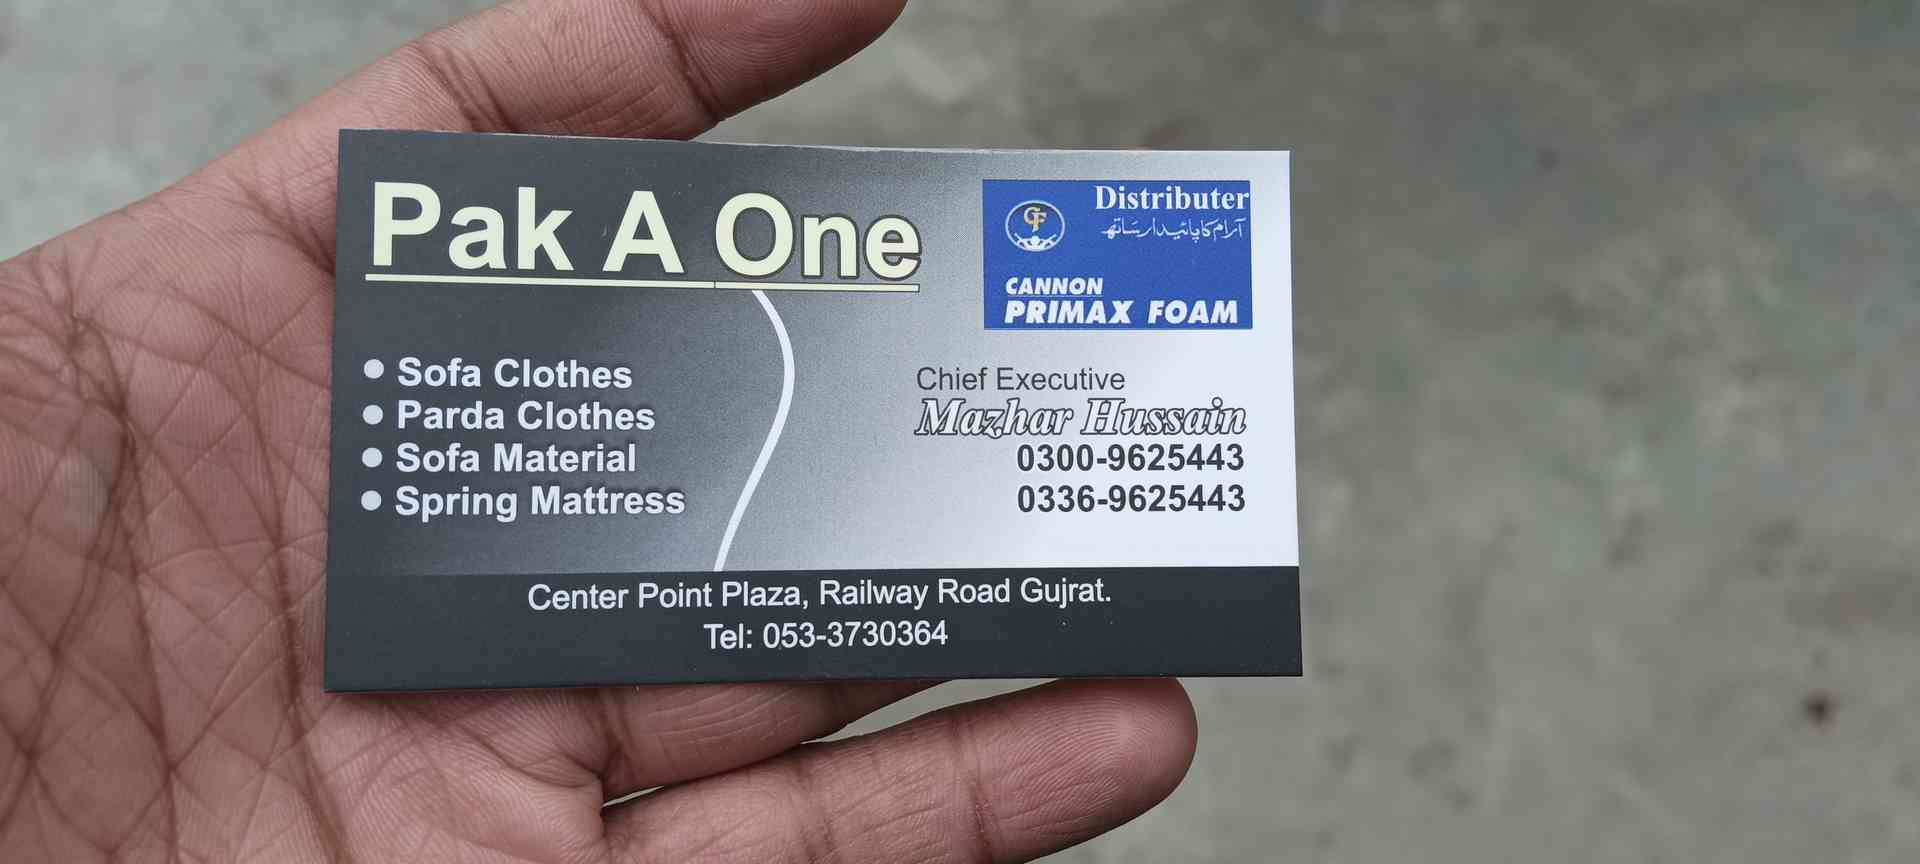 Pak A One
Distributer
آرام کا پائیدار ساتھ
CANNON
PRIMAX FOAM
• Sofa Clothes
• Parda Clothes
• Sofa Material
• Spring Mattress
Chief Executive
Mazhar Hussain
0300-9625443
0336-9625443
Center Point Plaza, Railway Road Gujrat.
Tel: 053-3730364